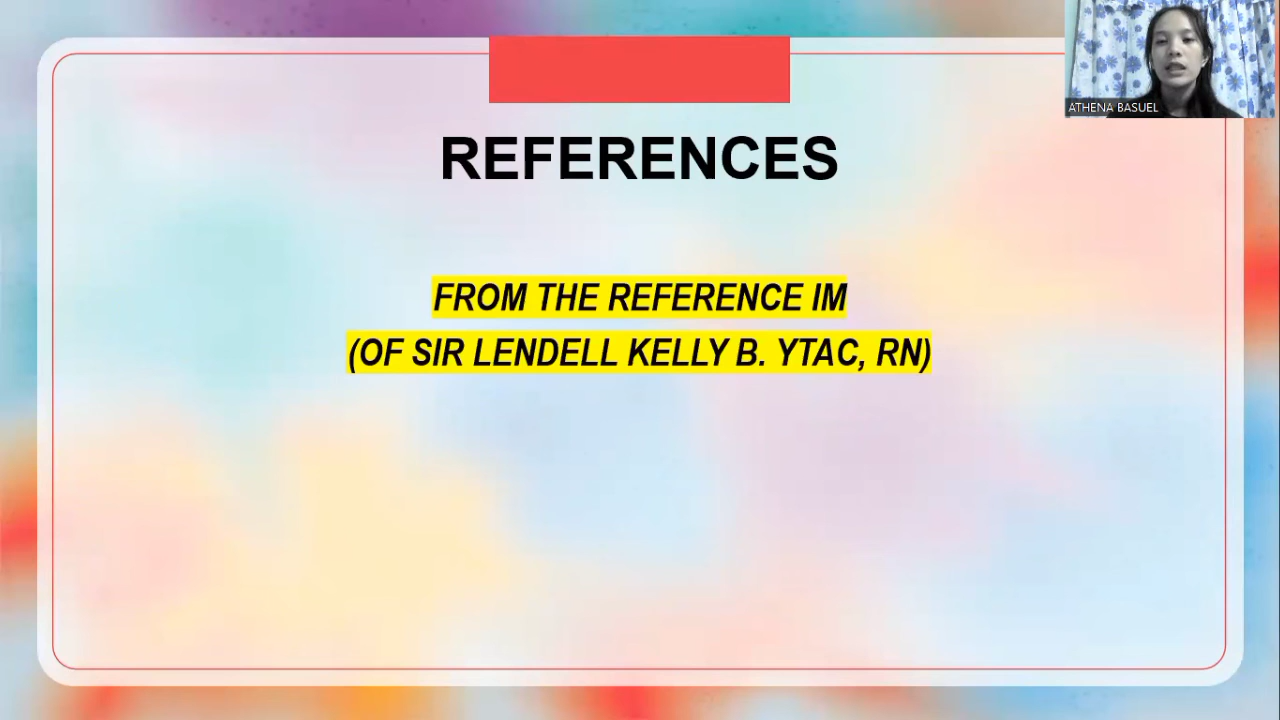 ATHENA BASUEL
REFERENCES
FROM THE REFERENCE IM
(OF SIR LENDELL KELLY B. YTAC, RN)